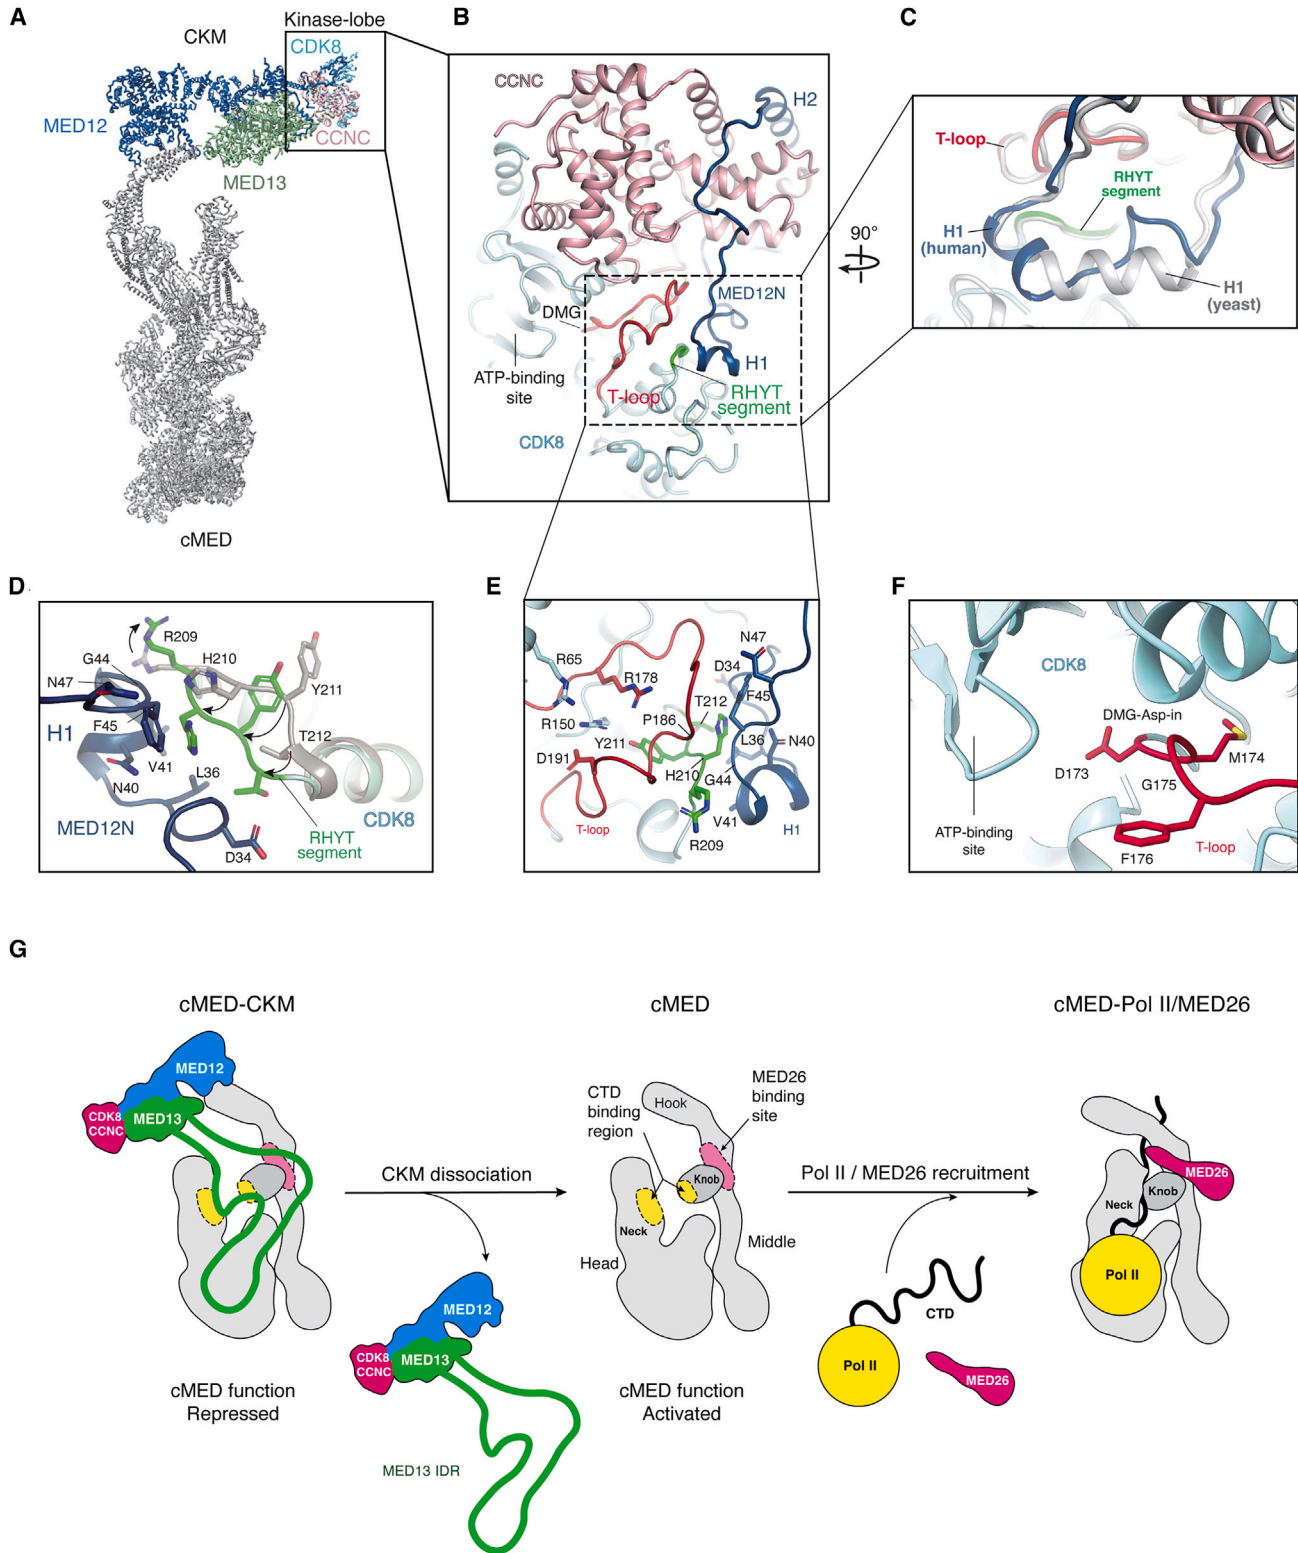 A
CKM
Kinase-lobe
CDK8
MED12
CCNC
MED13
cMED
B
CCNC
H2
MED12N
DMG
H1
ATP-binding
site
T-loop
RHYT
segment
CDK8
90°
C
T-loop
RHYT
segment
H1
(human)
H1
(yeast)
D
R209
G44
H210
N47
Y211
F45
H1
V41
T212
N40
L36
MED12N
D34
RHYT
segment
CDK8
E
N47
R65
D34
R178
F45
T212
R150
P186
Y211
L36
N40
D191
H210
G44
T-loop
V41
H1
R209
F
CDK8
DMG-Asp-in
D173
M174
G175
ATP-binding
site
F176
T-loop
G
cMED-CKM
MED12
CDK8
CCNC
MED13
cMED function
Repressed
CKM dissociation
MED12
CDK8
CCNC
MED13
MED13 IDR
cMED
CTD
binding
region
MED26
binding
site
Hook
Knob
Neck
Head
Middle
cMED function
Activated
Pol II / MED26 recruitment
CTD
Pol II
MED26
cMED-Pol II/MED26
MED26
Knob
Neck
Pol II